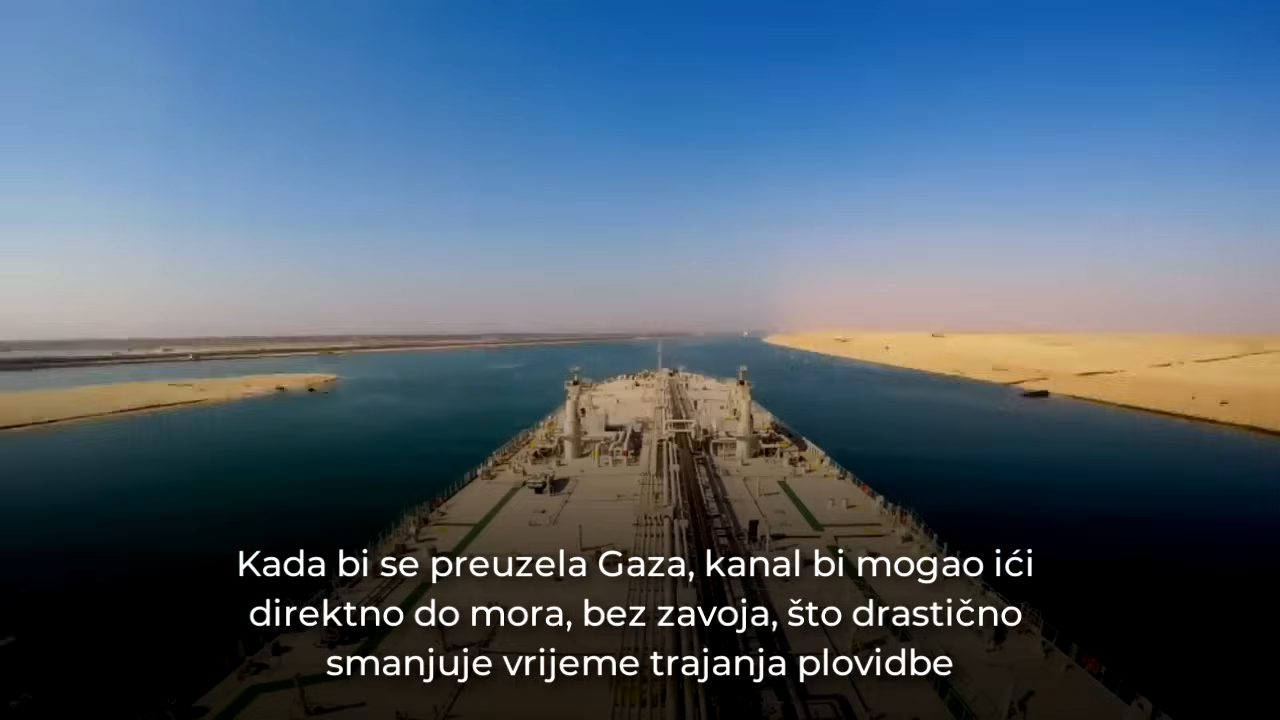 Kada bi se preuzela Gaza, kanal bi mogao ići
direktno do mora, bez zavoja, što drastično
smanjuje vrijeme trajanja plovidbe